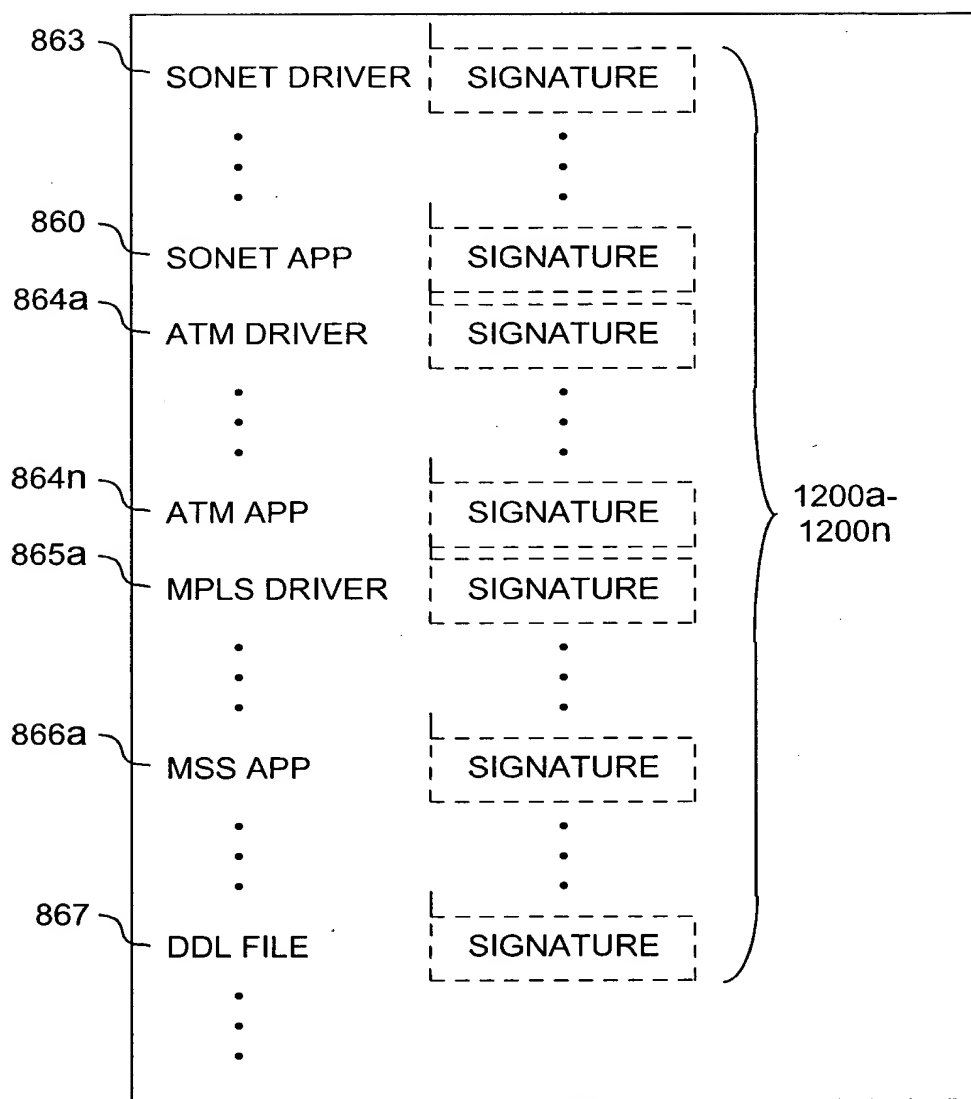 863
SONET DRIVER SIGNATURE
860
SONET APP SIGNATURE
864a
ATM DRIVER SIGNATURE
864n
ATM APP SIGNATURE
865a
MPLS DRIVER SIGNATURE
866a
MSS APP SIGNATURE
867
DDL FILE SIGNATURE
1200a-
1200n